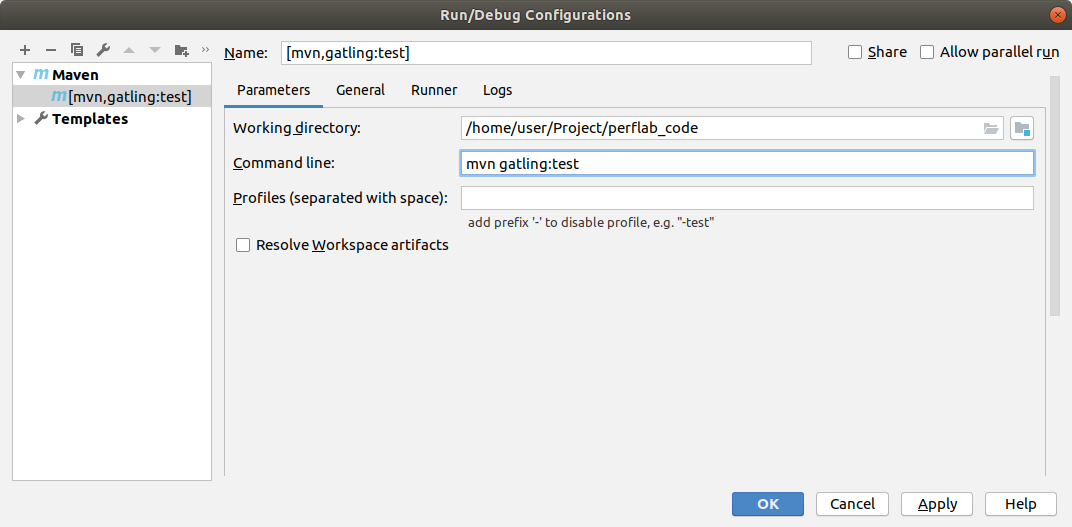 Run/Debug Configurations
Name: [mvn,gatling:test] Share Allow parallel run
Maven
[mvn,gatling:test]
Templates
Parameters General Runner Logs
Working directory: /home/user/Project/perflab_code
Command line: mvn gatling:test
Profiles (separated with space):
add prefix '-' to disable profile, e.g. "-test"
Resolve Workspace artifacts
OK Cancel Apply Help